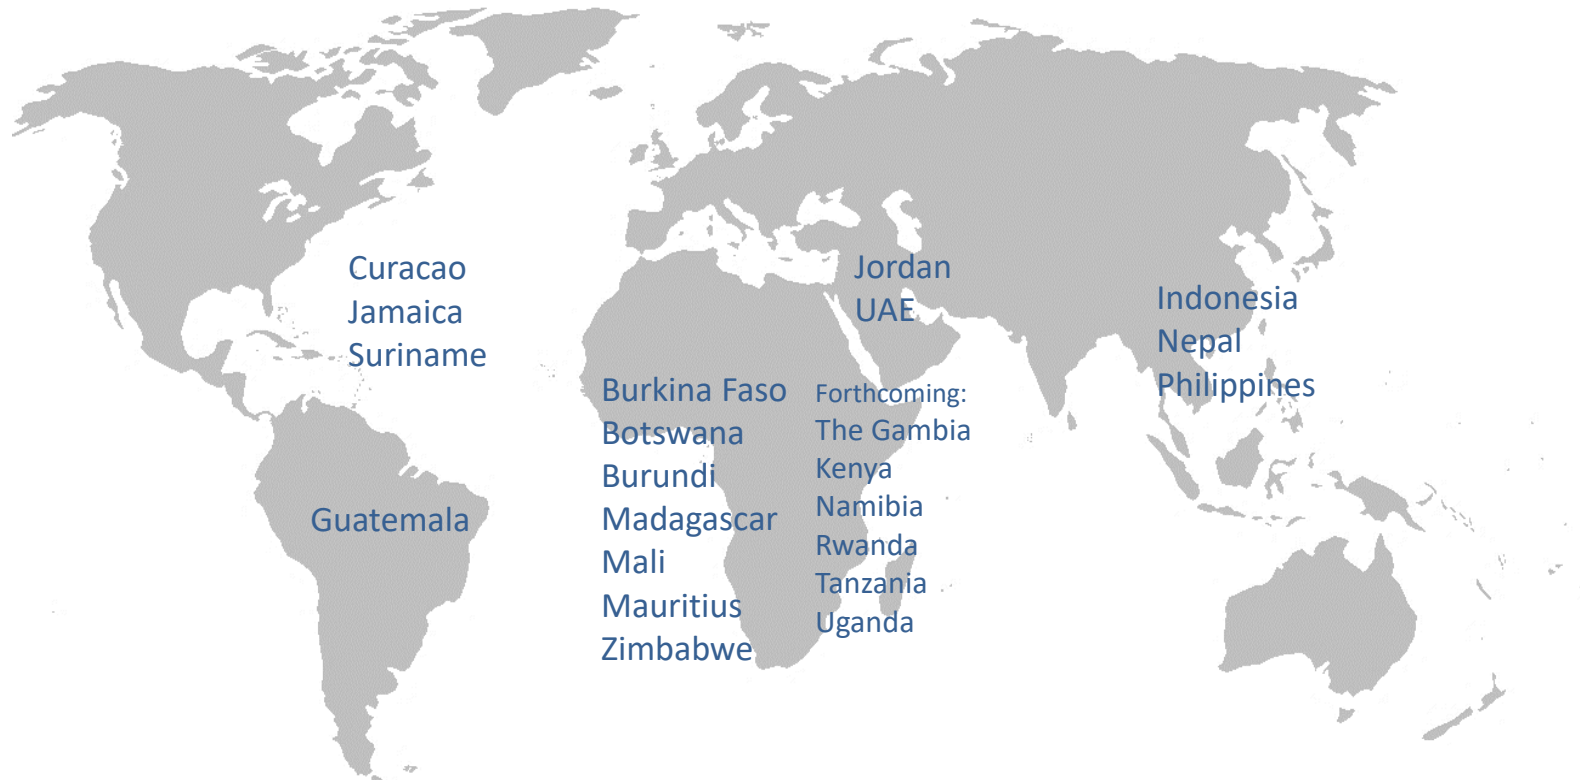 Curacao
Jamaica
Suriname
Guatemala
Burkina Faso
Botswana
Burundi
Madagascar
Mali
Mauritius
Zimbabwe
Forthcoming:
The Gambia
Kenya
Namibia
Rwanda
Tanzania
Uganda
Jordan
UAE
Indonesia
Nepal
Philippines